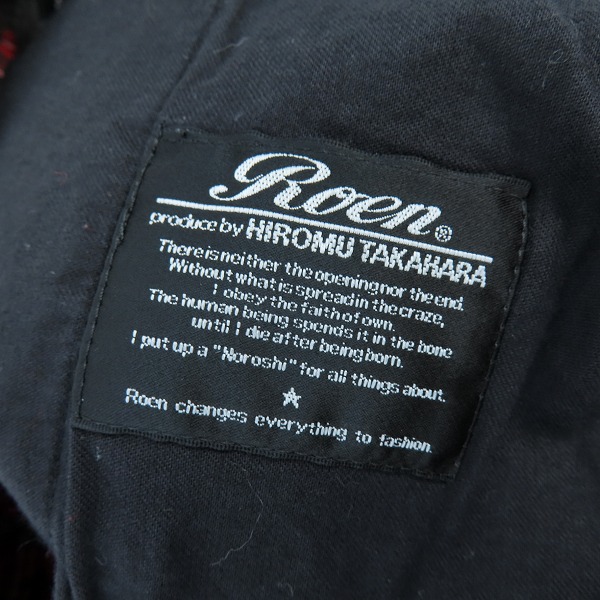 Roen®
produce by HIROMU TAKAHARA
There is neither the opening nor the end.
Without what is spread in the craze,
I obey the faith of own.
The human being spends it in the bone
until I die after being born.
I put up a "Noroshi" for all things about.
Roen changes everything to fashion.